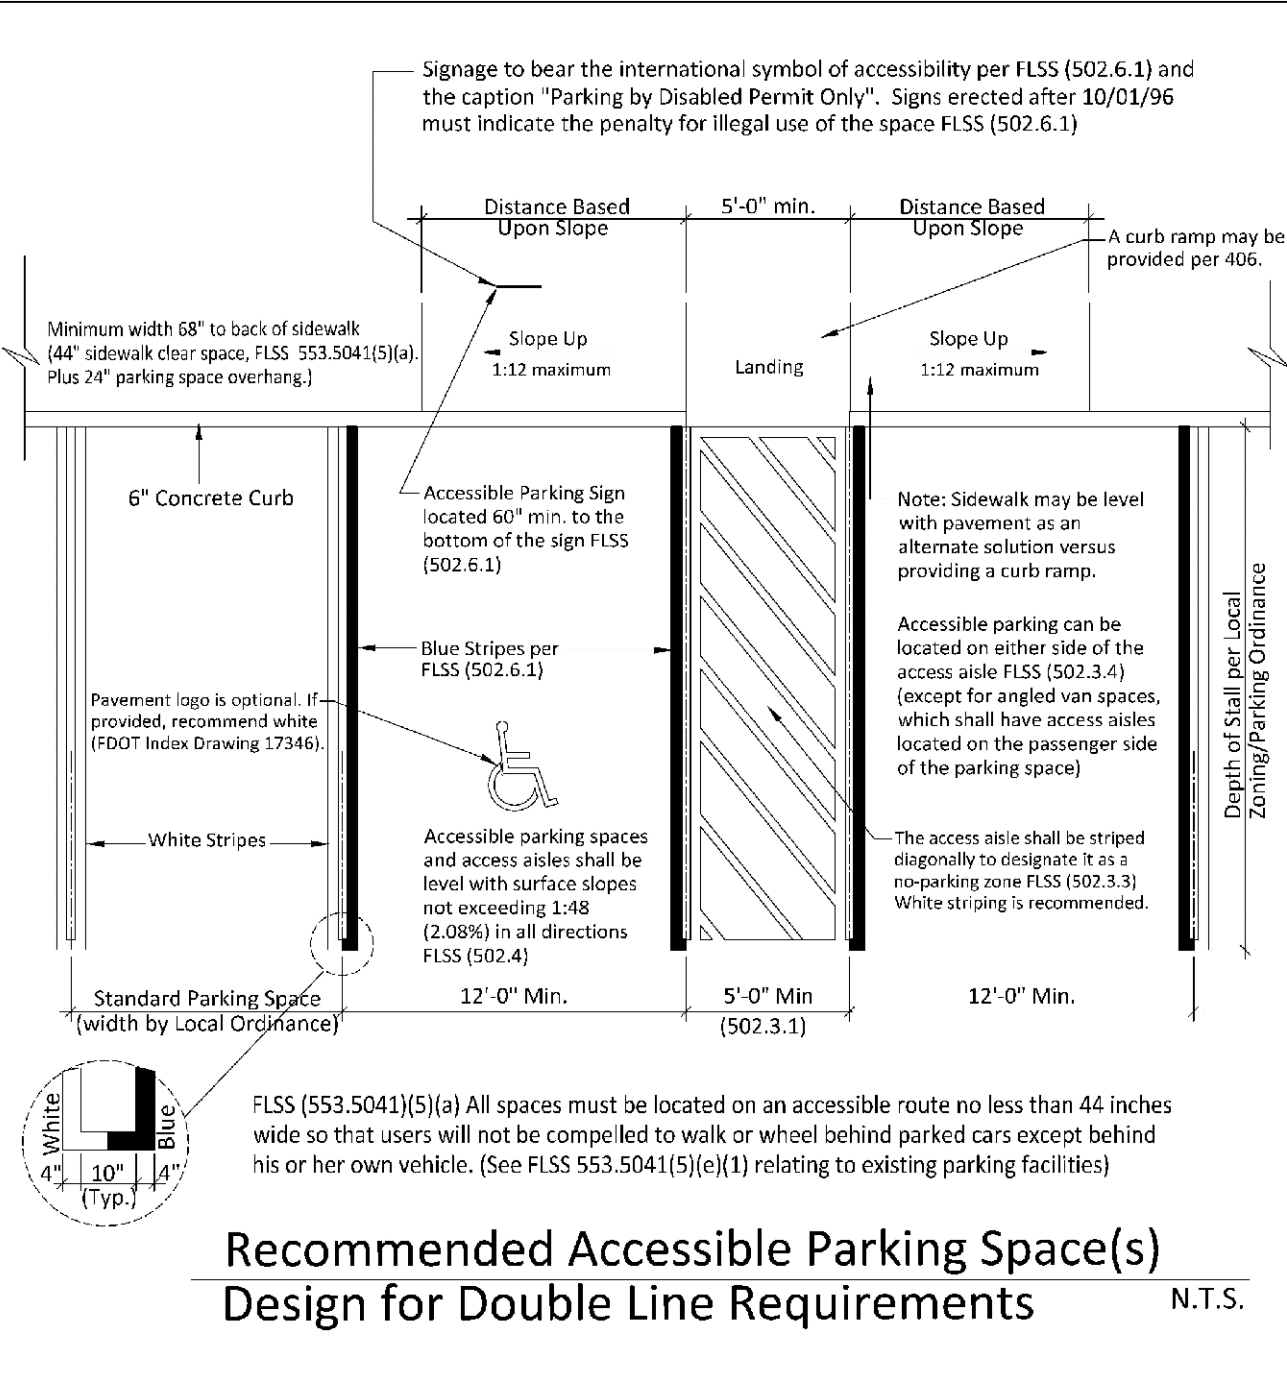 Signage to bear the international symbol of accessibility per FLSS (502.6.1) and
the caption "Parking by Disabled Permit Only".  Signs erected after 10/01/96
must indicate the penalty for illegal use of the space FLSS (502.6.1)
Distance Based
Upon Slope
5'-0" min.
Distance Based
Upon Slope
A curb ramp may be
provided per 406.
Minimum width 68" to back of sidewalk
(44" sidewalk clear space, FLSS  553.5041(5)(a).
Plus 24" parking space overhang.)
Slope Up
1:12 maximum
Landing
Slope Up
1:12 maximum
6" Concrete Curb
Accessible Parking Sign
located 60" min. to the
bottom of the sign FLSS
(502.6.1)
Note: Sidewalk may be level
with pavement as an
alternate solution versus
providing a curb ramp.
Accessible parking can be
located on either side of the
access aisle FLSS (502.3.4)
(except for angled van spaces,
which shall have access aisles
located on the passenger side
of the parking space)
Blue Stripes per
FLSS (502.6.1)
Pavement logo is optional. If
provided, recommend white
(FDOT Index Drawing 17346).
White Stripes
Accessible parking spaces
and access aisles shall be
level with surface slopes
not exceeding 1:48
(2.08%) in all directions
FLSS (502.4)
The access aisle shall be striped
diagonally to designate it as a
no-parking zone FLSS (502.3.3)
White striping is recommended.
Depth of Stall per Local
Zoning/Parking Ordinance
Standard Parking Space
(width by Local Ordinance)
12'-0" Min.
5'-0" Min
(502.3.1)
12'-0" Min.
White
Blue
4"
10"
(Typ.)
4"
FLSS (553.5041)(5)(a) All spaces must be located on an accessible route no less than 44 inches
wide so that users will not be compelled to walk or wheel behind parked cars except behind
his or her own vehicle. (See FLSS 553.5041(5)(e)(1) relating to existing parking facilities)
Recommended Accessible Parking Space(s)
Design for Double Line Requirements
N.T.S.